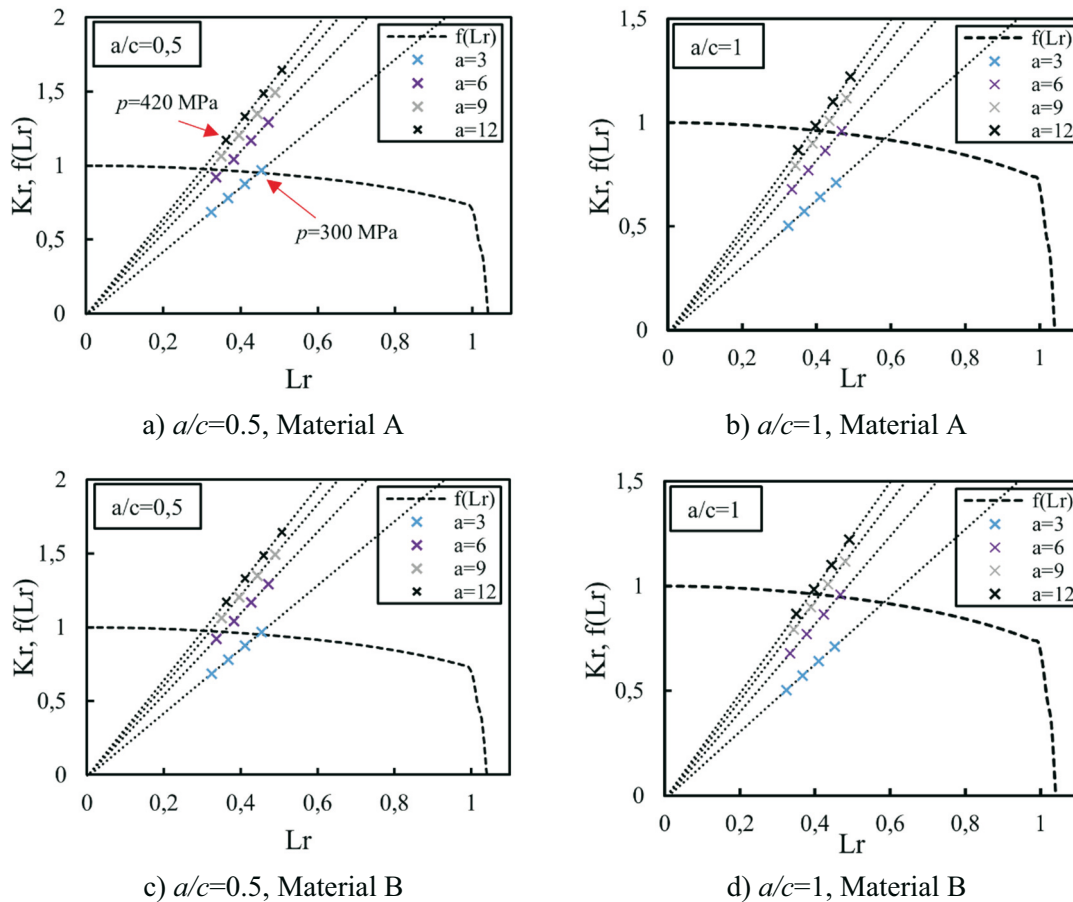 2
a/c=0,5
f(Lr)
a=3
a=6
a=9
a=12
1,5
p=420 MPa
1
p=300 MPa
0,5
0
0 0,2 0,4 0,6 0,8 1
Kr, f(Lr)
Lr
a) a/c=0.5, Material A
1,5
a/c=1
f(Lr)
a=3
a=6
a=9
a=12
1
0,5
0
0 0,2 0,4 0,6 0,8 1
Kr, f(Lr)
Lr
b) a/c=1, Material A
2
a/c=0,5
f(Lr)
a=3
a=6
a=9
a=12
1,5
1
0,5
0
0 0,2 0,4 0,6 0,8 1
Kr, f(Lr)
Lr
c) a/c=0.5, Material B
1,5
a/c=1
f(Lr)
a=3
a=6
a=9
a=12
1
0,5
0
0 0,2 0,4 0,6 0,8 1
Kr, f(Lr)
Lr
d) a/c=1, Material B